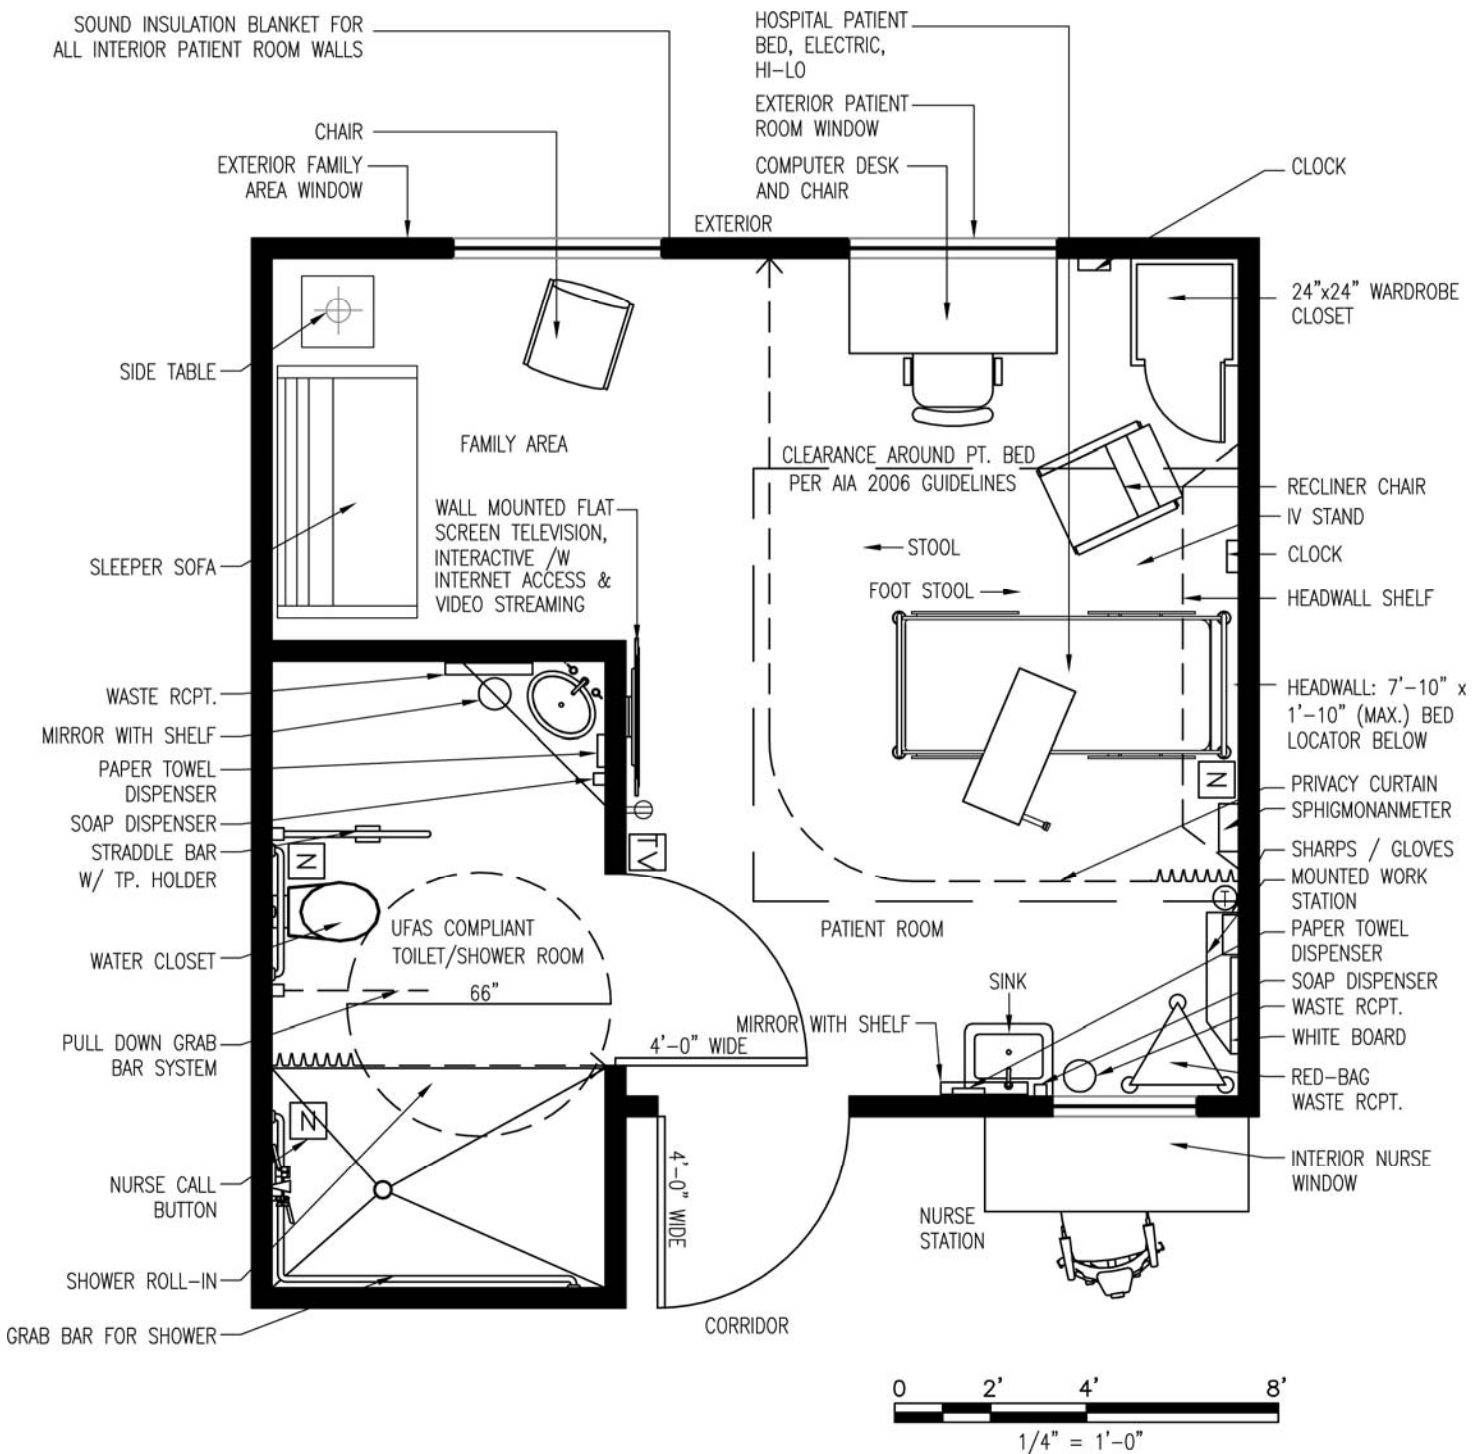 SOUND INSULATION BLANKET FOR
ALL INTERIOR PATIENT ROOM WALLS
HOSPITAL PATIENT
BED, ELECTRIC,
HI-LO
EXTERIOR PATIENT
ROOM WINDOW
CHAIR
EXTERIOR FAMILY
AREA WINDOW
COMPUTER DESK
AND CHAIR
CLOCK
EXTERIOR
24"x24" WARDROBE
CLOSET
SIDE TABLE
FAMILY AREA
CLEARANCE AROUND PT. BED
PER AIA 2006 GUIDELINES
RECLINER CHAIR
IV STAND
WALL MOUNTED FLAT
SCREEN TELEVISION,
INTERACTIVE /W
INTERNET ACCESS &
VIDEO STREAMING
STOOL
CLOCK
SLEEPER SOFA
FOOT STOOL
HEADWALL SHELF
WASTE RCPT.
HEADWALL: 7'-10" x
1'-10" (MAX.) BED
LOCATOR BELOW
MIRROR WITH SHELF
PAPER TOWEL
DISPENSER
N
PRIVACY CURTAIN
SPHIGMONANMETER
SOAP DISPENSER
STRADDLE BAR
W/ TP. HOLDER
N
TV
SHARPS / GLOVES
MOUNTED WORK
STATION
T
UFAS COMPLIANT
TOILET/SHOWER ROOM
PATIENT ROOM
PAPER TOWEL
DISPENSER
WATER CLOSET
66"
SINK
SOAP DISPENSER
WASTE RCPT.
MIRROR WITH SHELF
PULL DOWN GRAB
BAR SYSTEM
4'-0" WIDE
WHITE BOARD
RED-BAG
WASTE RCPT.
N
NURSE CALL
BUTTON
4'-0" WIDE
INTERIOR NURSE
WINDOW
NURSE
STATION
SHOWER ROLL-IN
CORRIDOR
GRAB BAR FOR SHOWER
0 2' 4' 8'
1/4" = 1'-0"